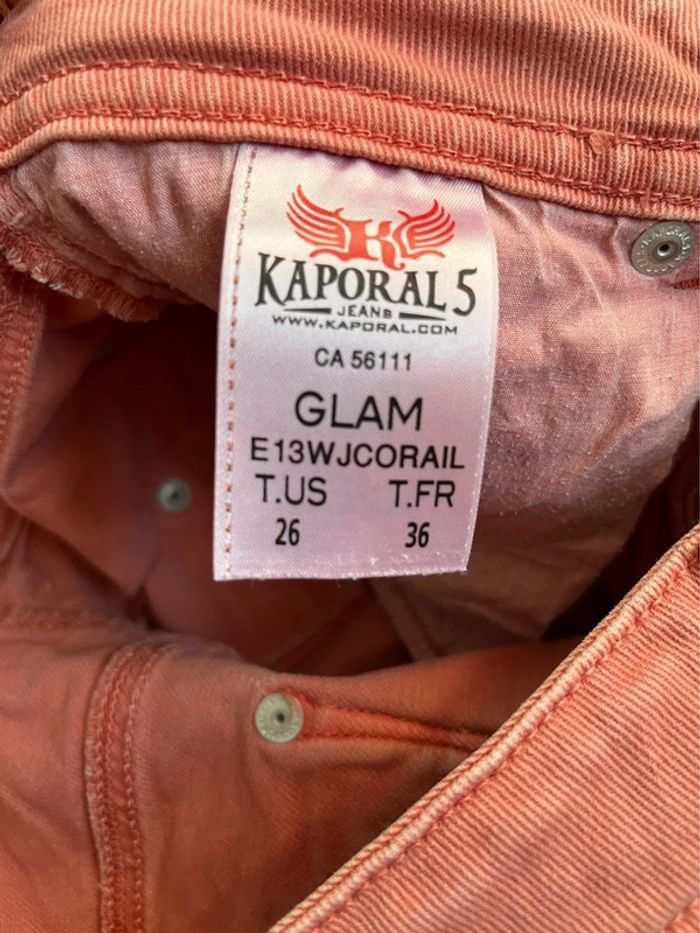 K
KAPORAL 5
JEANS
WWW.KAPORAL.COM
CA 56111
GLAM
E13WJCORAIL
T.US T.FR
26 36